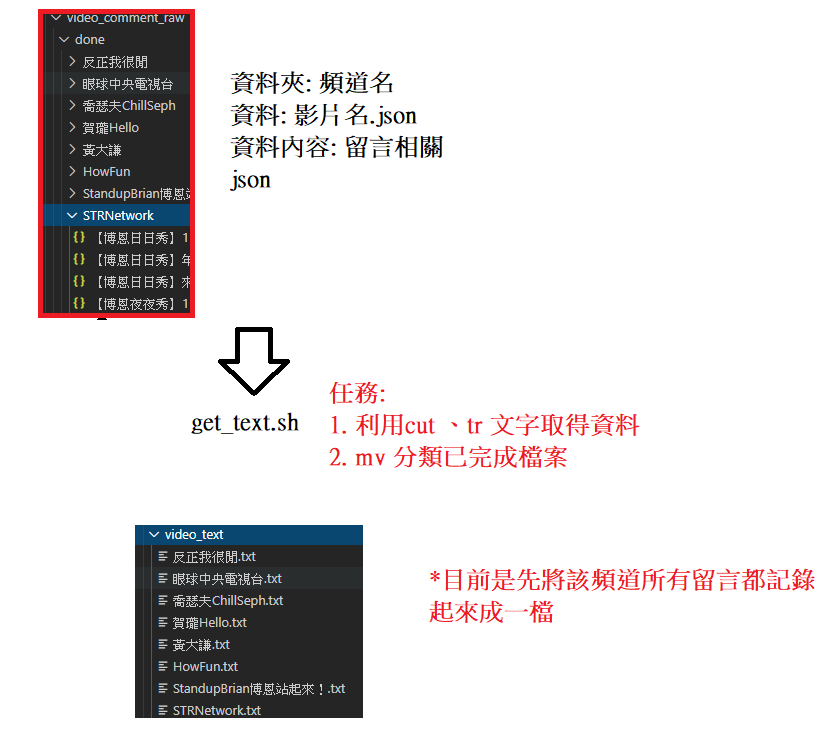 video_comment_raw
done
反正我很閒
眼球中央電視台
喬瑟夫ChillSeph
賀瓏Hello
黃大謙
HowFun
StandupBrian博恩
STRNetwork
{} 【博恩日日秀】1
{} 【博恩日日秀】年
{} 【博恩日日秀】來
{} 【博恩夜夜秀】1
資料夾: 頻道名
資料: 影片名.json
資料內容: 留言相關
json
get_text.sh
任務:
1. 利用cut 、tr 文字取得資料
2. mv 分類已完成檔案
video_text
反正我很閒.txt
眼球中央電視台.txt
喬瑟夫ChillSeph.txt
賀瓏Hello.txt
黃大謙.txt
HowFun.txt
StandupBrian博恩站起來！.txt
STRNetwork.txt
*目前是先將該頻道所有留言都記錄
起來成一檔